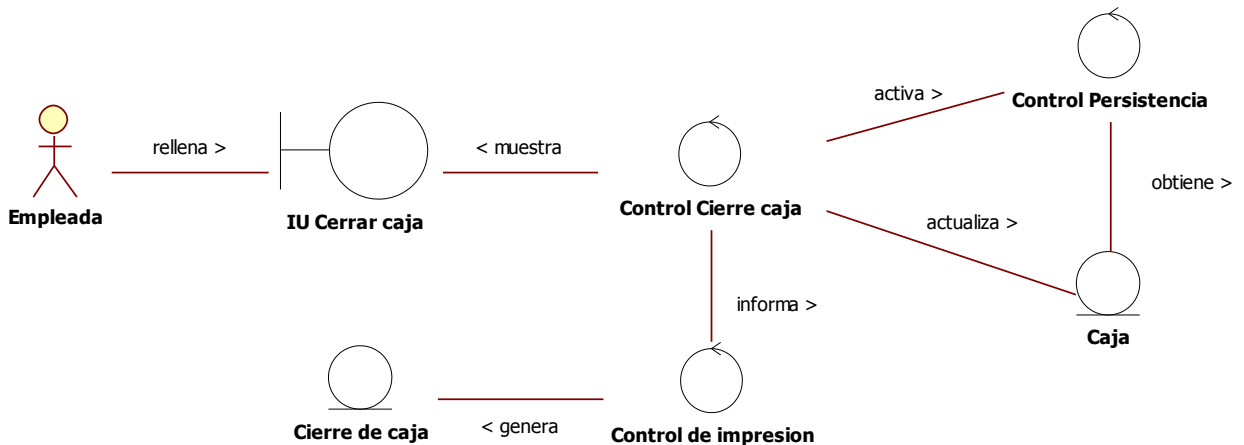 activa >
Control Persistencia
rellena >
< muestra
Empleada
IU Cerrar caja
Control Cierre caja
obtiene >
actualiza >
informa >
Caja
Cierre de caja
< genera
Control de impresion